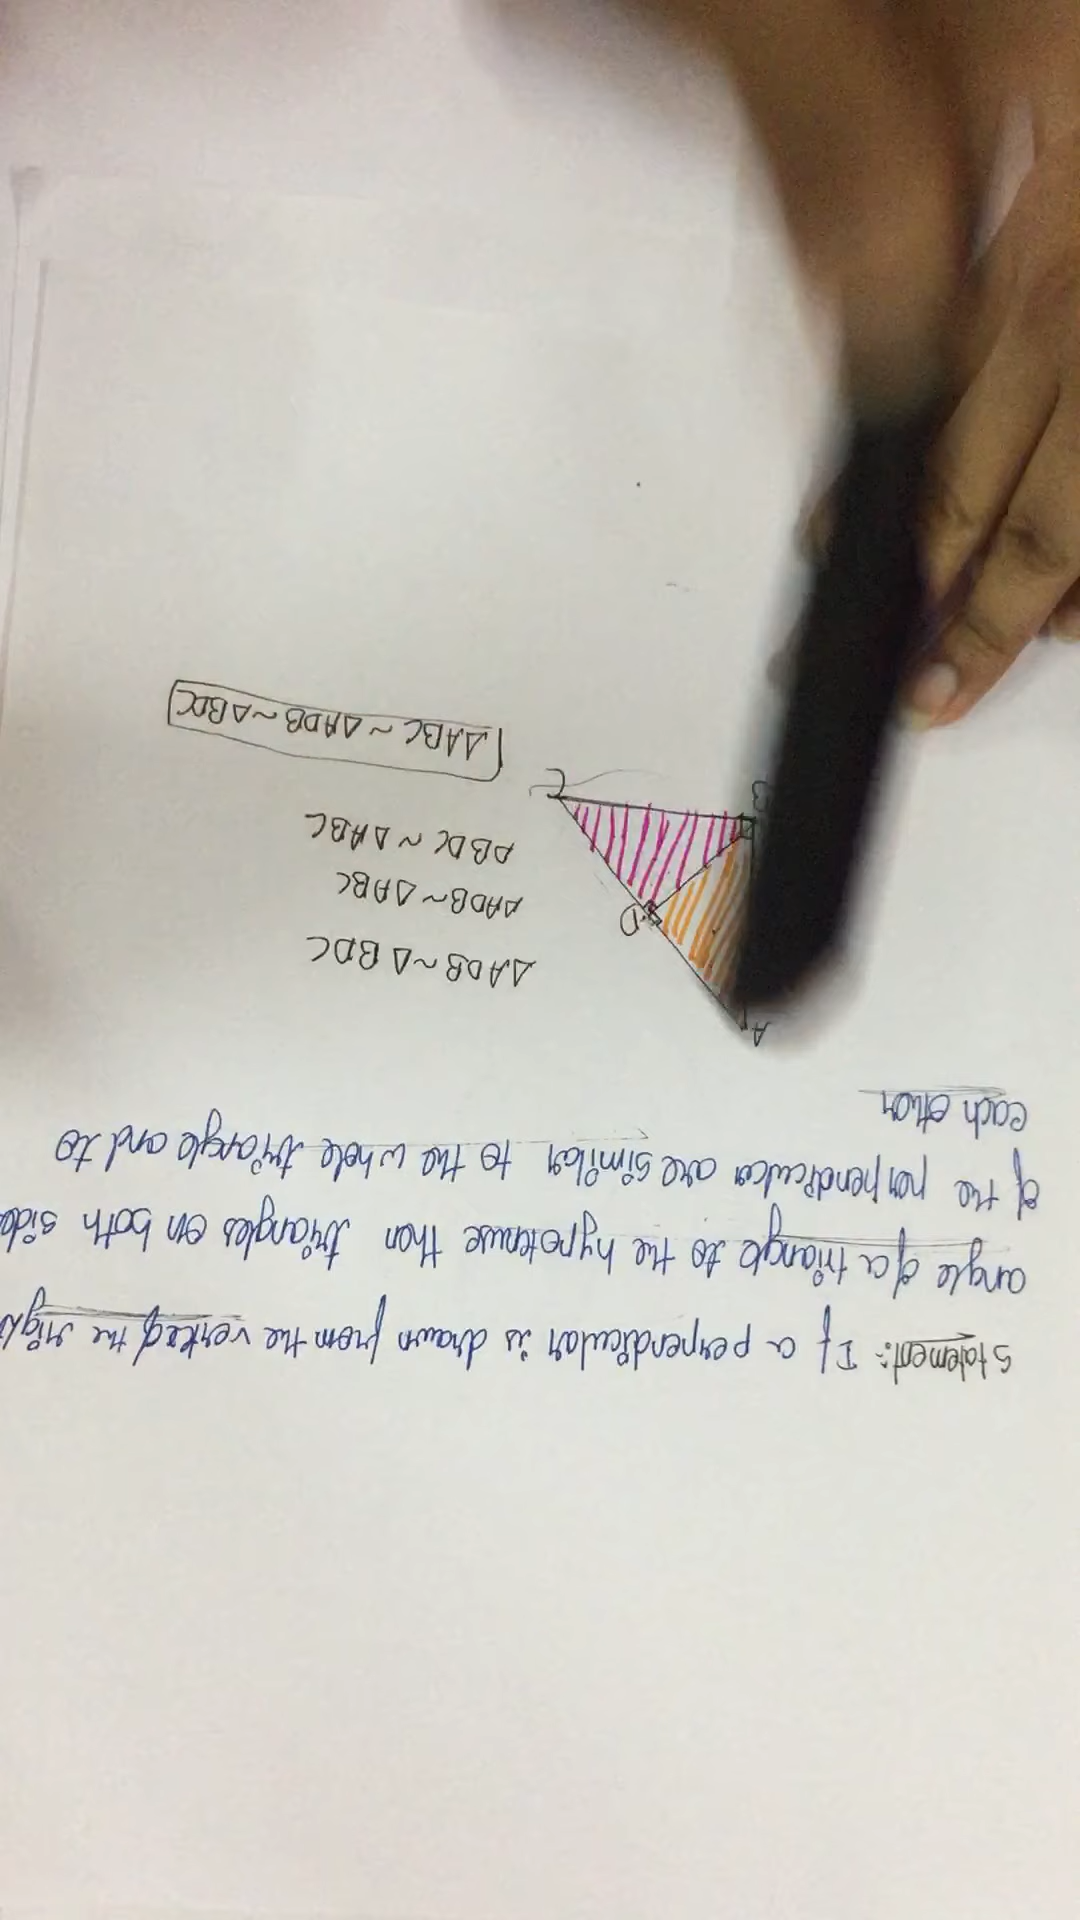 Statement:- If a perpendicular is drawn from the vertex of the right
angle of a triangle to the hypotenuse then triangles on both side
of the perpendicular are similar to the whole triangle and to
each other
A
D
B
C
ΔADB ~ Δ BDC
ΔADB ~ ΔABC
ΔBDC ~ ΔABC
ΔABC ~ ΔADB ~ ΔBDC